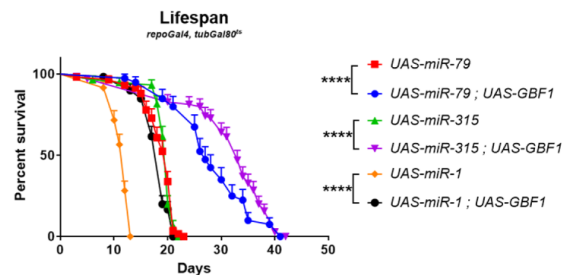 Lifespan
repoGal4, tubGal80ts
Percent survival
100
50
0
0
10
20
30
40
50
Days
**** UAS-miR-79
UAS-miR-79 ; UAS-GBF1
**** UAS-miR-315
UAS-miR-315 ; UAS-GBF1
**** UAS-miR-1
UAS-miR-1 ; UAS-GBF1